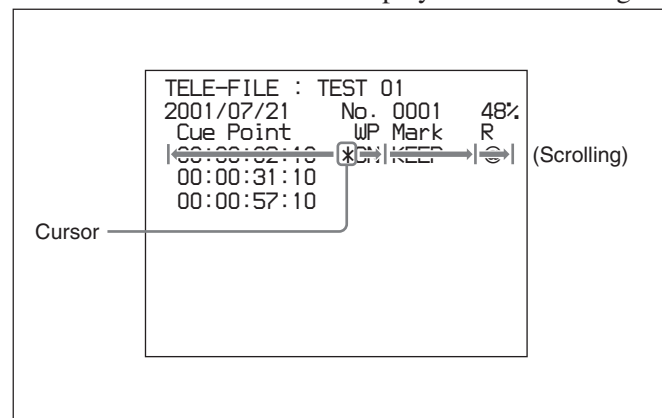 TELE-FILE : TEST 01
2001/07/21 No. 0001 48%
Cue Point WP Mark R
* KEEP (Scrolling)
00:00:31:10
00:00:57:10
Cursor